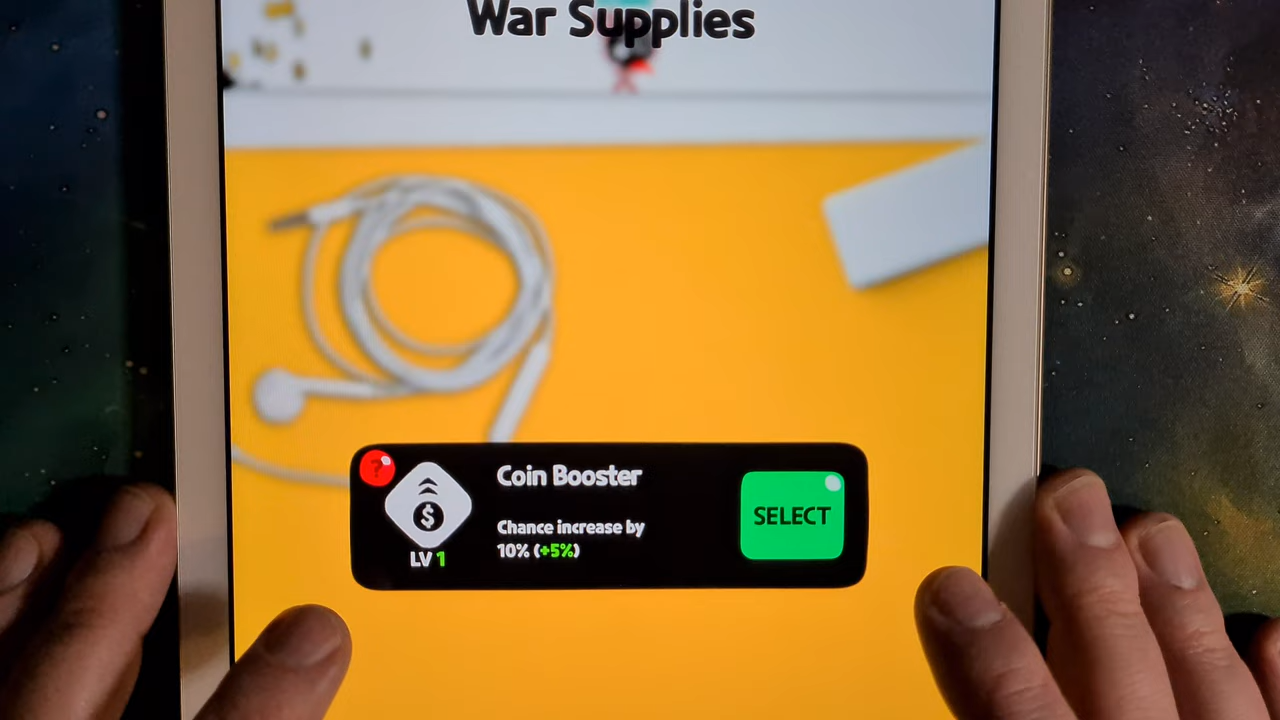 War Supplies
?
Coin Booster
$
Chance increase by
10% (+5%)
LV 1
SELECT